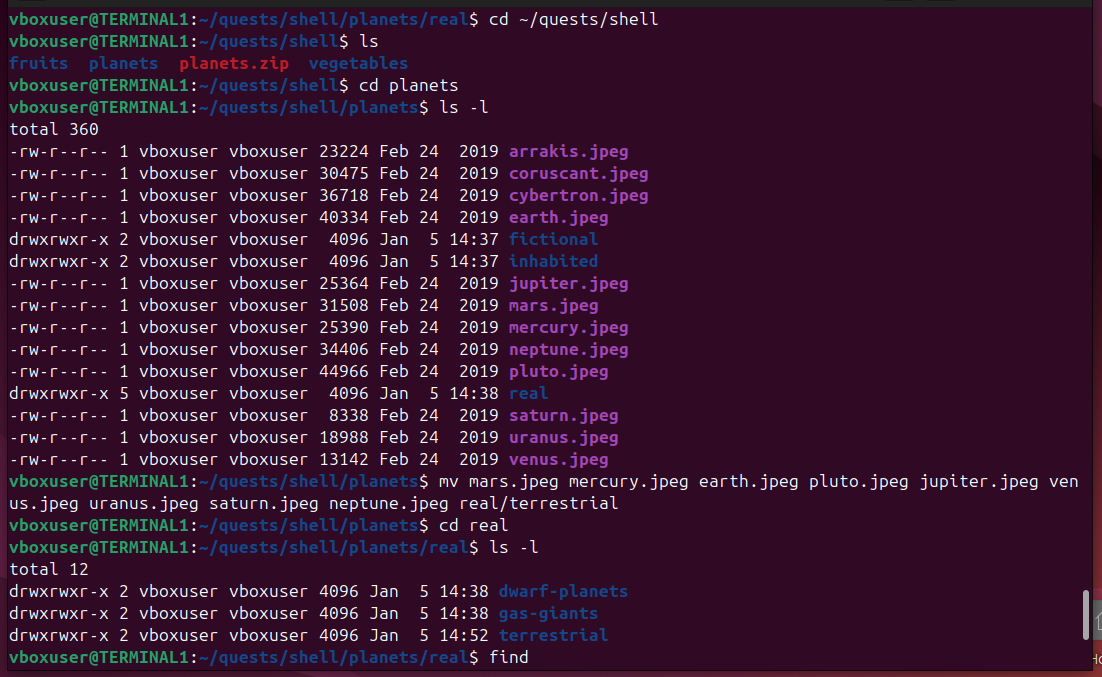 vboxuser@TERMINAL1:~/quests/shell/planets/real$ cd ~/quests/shell
vboxuser@TERMINAL1:~/quests/shell$ ls
fruits  planets  planets.zip  vegetables
vboxuser@TERMINAL1:~/quests/shell$ cd planets
vboxuser@TERMINAL1:~/quests/shell/planets$ ls -l
total 360
-rw-r--r-- 1 vboxuser vboxuser 23224 Feb 24  2019 arrakis.jpeg
-rw-r--r-- 1 vboxuser vboxuser 30475 Feb 24  2019 coruscant.jpeg
-rw-r--r-- 1 vboxuser vboxuser 36718 Feb 24  2019 cybertron.jpeg
-rw-r--r-- 1 vboxuser vboxuser 40334 Feb 24  2019 earth.jpeg
drwxrwxr-x 2 vboxuser vboxuser  4096 Jan  5 14:37 fictional
drwxrwxr-x 2 vboxuser vboxuser  4096 Jan  5 14:37 inhabited
-rw-r--r-- 1 vboxuser vboxuser 25364 Feb 24  2019 jupiter.jpeg
-rw-r--r-- 1 vboxuser vboxuser 31508 Feb 24  2019 mars.jpeg
-rw-r--r-- 1 vboxuser vboxuser 25390 Feb 24  2019 mercury.jpeg
-rw-r--r-- 1 vboxuser vboxuser 34406 Feb 24  2019 neptune.jpeg
-rw-r--r-- 1 vboxuser vboxuser 44966 Feb 24  2019 pluto.jpeg
drwxrwxr-x 5 vboxuser vboxuser  4096 Jan  5 14:38 real
-rw-r--r-- 1 vboxuser vboxuser  8338 Feb 24  2019 saturn.jpeg
-rw-r--r-- 1 vboxuser vboxuser 18988 Feb 24  2019 uranus.jpeg
-rw-r--r-- 1 vboxuser vboxuser 13142 Feb 24  2019 venus.jpeg
vboxuser@TERMINAL1:~/quests/shell/planets$ mv mars.jpeg mercury.jpeg earth.jpeg pluto.jpeg jupiter.jpeg ven
us.jpeg uranus.jpeg saturn.jpeg neptune.jpeg real/terrestrial
vboxuser@TERMINAL1:~/quests/shell/planets$ cd real
vboxuser@TERMINAL1:~/quests/shell/planets/real$ ls -l
total 12
drwxrwxr-x 2 vboxuser vboxuser 4096 Jan  5 14:38 dwarf-planets
drwxrwxr-x 2 vboxuser vboxuser 4096 Jan  5 14:38 gas-giants
drwxrwxr-x 2 vboxuser vboxuser 4096 Jan  5 14:52 terrestrial
vboxuser@TERMINAL1:~/quests/shell/planets/real$ find